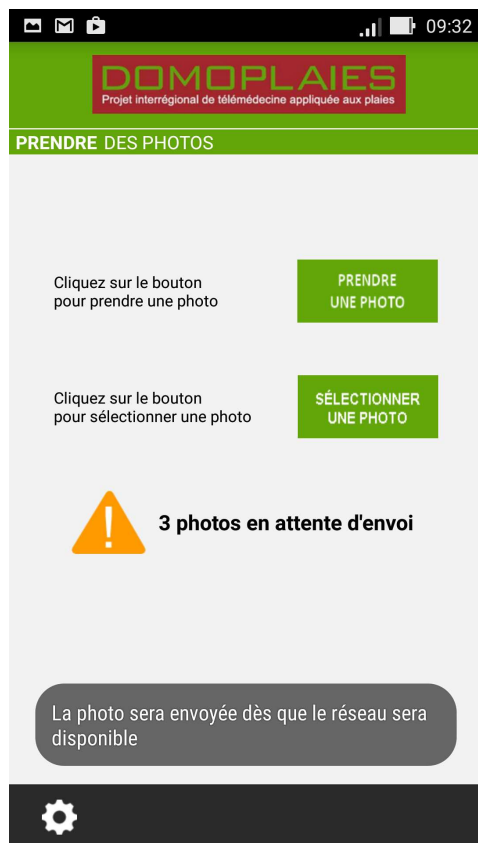 09:32
DOMOPLAIES
Projet interrégional de télémédecine appliquée aux plaies
PRENDRE DES PHOTOS
Cliquez sur le bouton
pour prendre une photo
PRENDRE
UNE PHOTO
Cliquez sur le bouton
pour sélectionner une photo
SÉLECTIONNER
UNE PHOTO
3 photos en attente d'envoi
La photo sera envoyée dès que le réseau sera
disponible